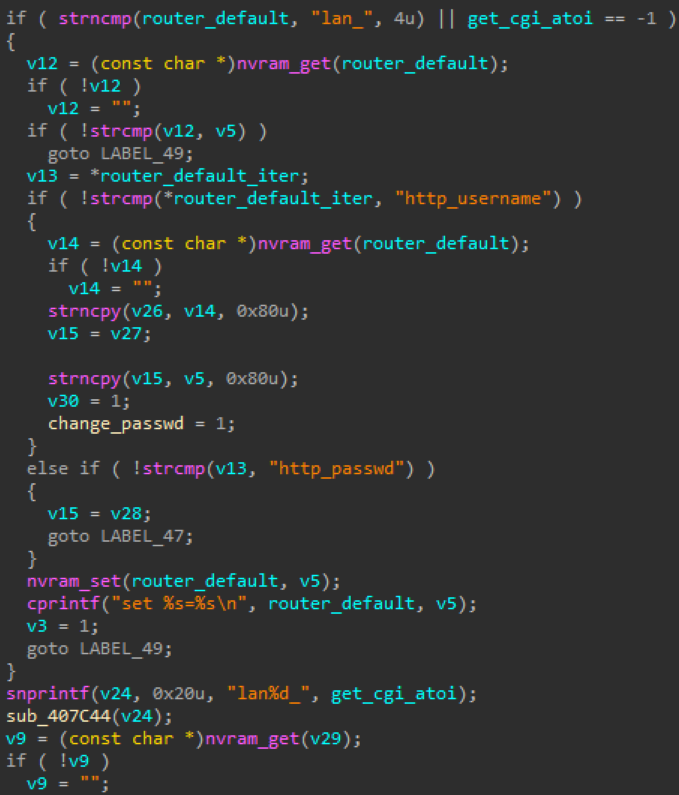 if ( strncmp(router_default, "lan_", 4u) || get_cgi_atoi == -1 )
{
  v12 = (const char *)nvram_get(router_default);
  if ( !v12 )
    v12 = "";
  if ( !strcmp(v12, v5) )
    goto LABEL_49;
  v13 = *router_default_iter;
  if ( !strcmp(*router_default_iter, "http_username") )
  {
    v14 = (const char *)nvram_get(router_default);
    if ( !v14 )
      v14 = "";
    strncpy(v26, v14, 0x80u);
    v15 = v27;
    strncpy(v15, v5, 0x80u);
    v30 = 1;
    change_passwd = 1;
  }
  else if ( !strcmp(v13, "http_passwd") )
  {
    v15 = v28;
    goto LABEL_47;
  }
  nvram_set(router_default, v5);
  cprintf("set %s=%s\n", router_default, v5);
  v3 = 1;
  goto LABEL_49;
}
snprintf(v24, 0x20u, "lan%d_", get_cgi_atoi);
sub_407C44(v24);
v9 = (const char *)nvram_get(v29);
if ( !v9 )
  v9 = "";